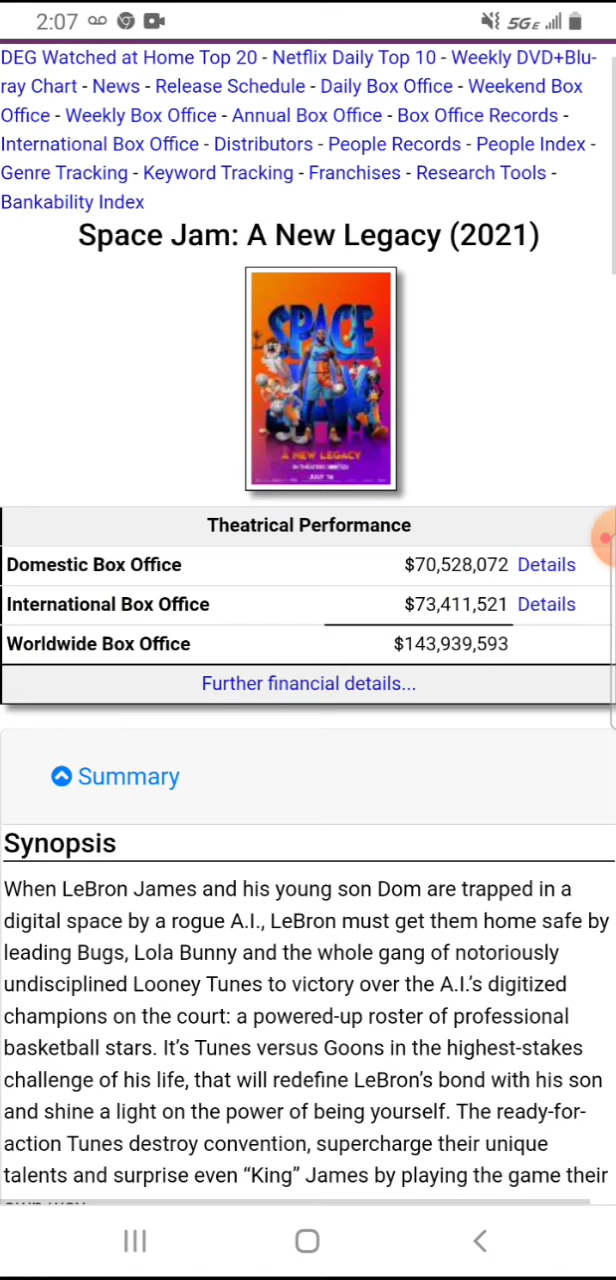 2:07
5GE
DEG Watched at Home Top 20 - Netflix Daily Top 10 - Weekly DVD+Blu-
ray Chart - News - Release Schedule - Daily Box Office - Weekend Box
Office - Weekly Box Office - Annual Box Office - Box Office Records -
International Box Office - Distributors - People Records - People Index -
Genre Tracking - Keyword Tracking - Franchises - Research Tools -
Bankability Index
Space Jam: A New Legacy (2021)
SPACE
JAM
A NEW LEGACY
JULY 16
Theatrical Performance
Domestic Box Office $70,528,072 Details
International Box Office $73,411,521 Details
Worldwide Box Office $143,939,593
Further financial details...
Summary
Synopsis
When LeBron James and his young son Dom are trapped in a
digital space by a rogue A.I., LeBron must get them home safe by
leading Bugs, Lola Bunny and the whole gang of notoriously
undisciplined Looney Tunes to victory over the A.I.’s digitized
champions on the court: a powered-up roster of professional
basketball stars. It’s Tunes versus Goons in the highest-stakes
challenge of his life, that will redefine LeBron’s bond with his son
and shine a light on the power of being yourself. The ready-for-
action Tunes destroy convention, supercharge their unique
talents and surprise even “King” James by playing the game their